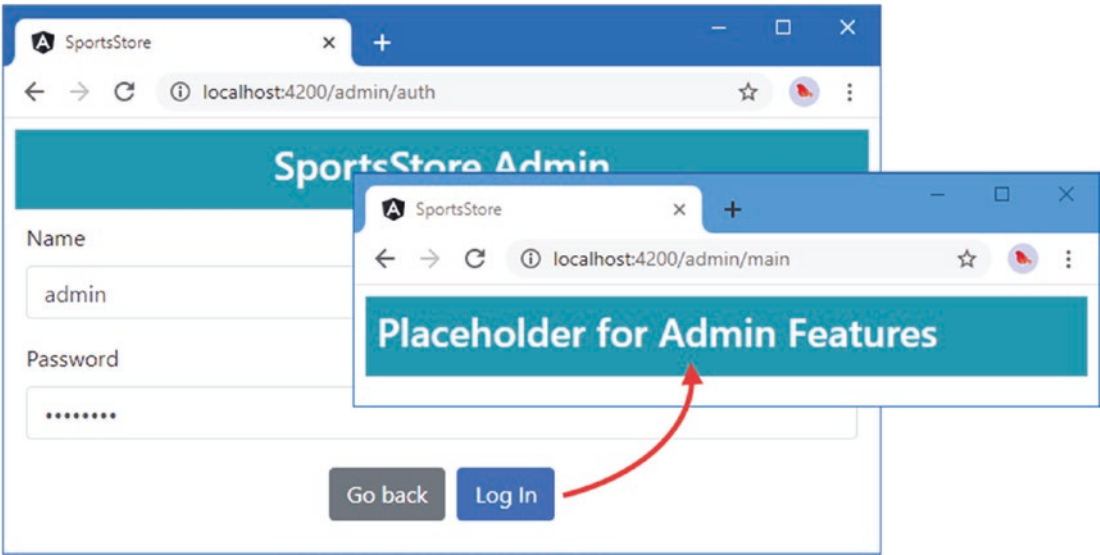 SportsStore
localhost:4200/admin/auth
SportsStore Admin
Name
admin
Password
••••••••
Go back
Log In
SportsStore
localhost:4200/admin/main
Placeholder for Admin Features